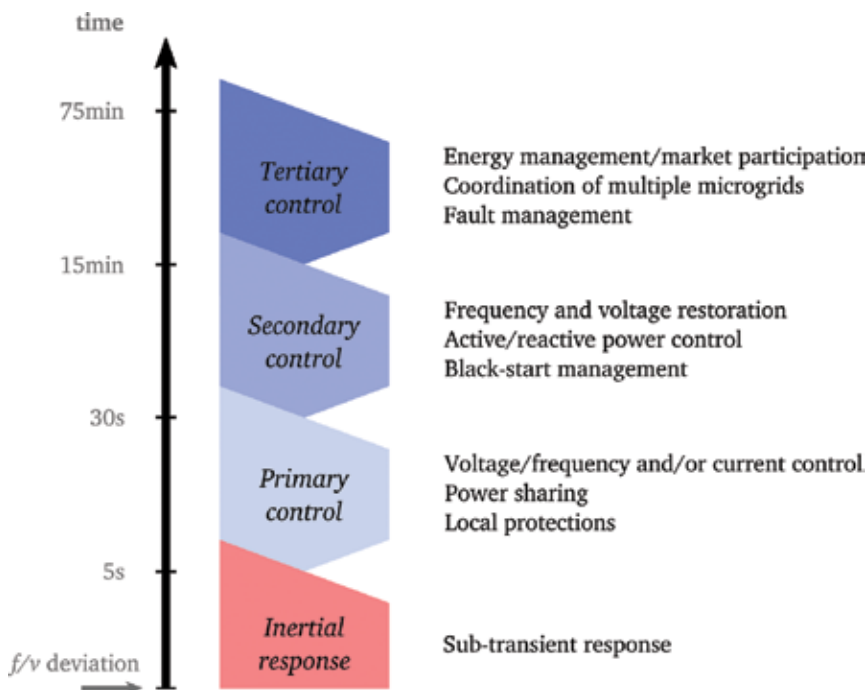 time
75min
Tertiary
control
Energy management/market participation
Coordination of multiple microgrids
Fault management
15min
Secondary
control
Frequency and voltage restoration
Active/reactive power control
Black-start management
30s
Primary
control
Voltage/frequency and/or current control
Power sharing
Local protections
5s
Inertial
response
Sub-transient response
f/v deviation